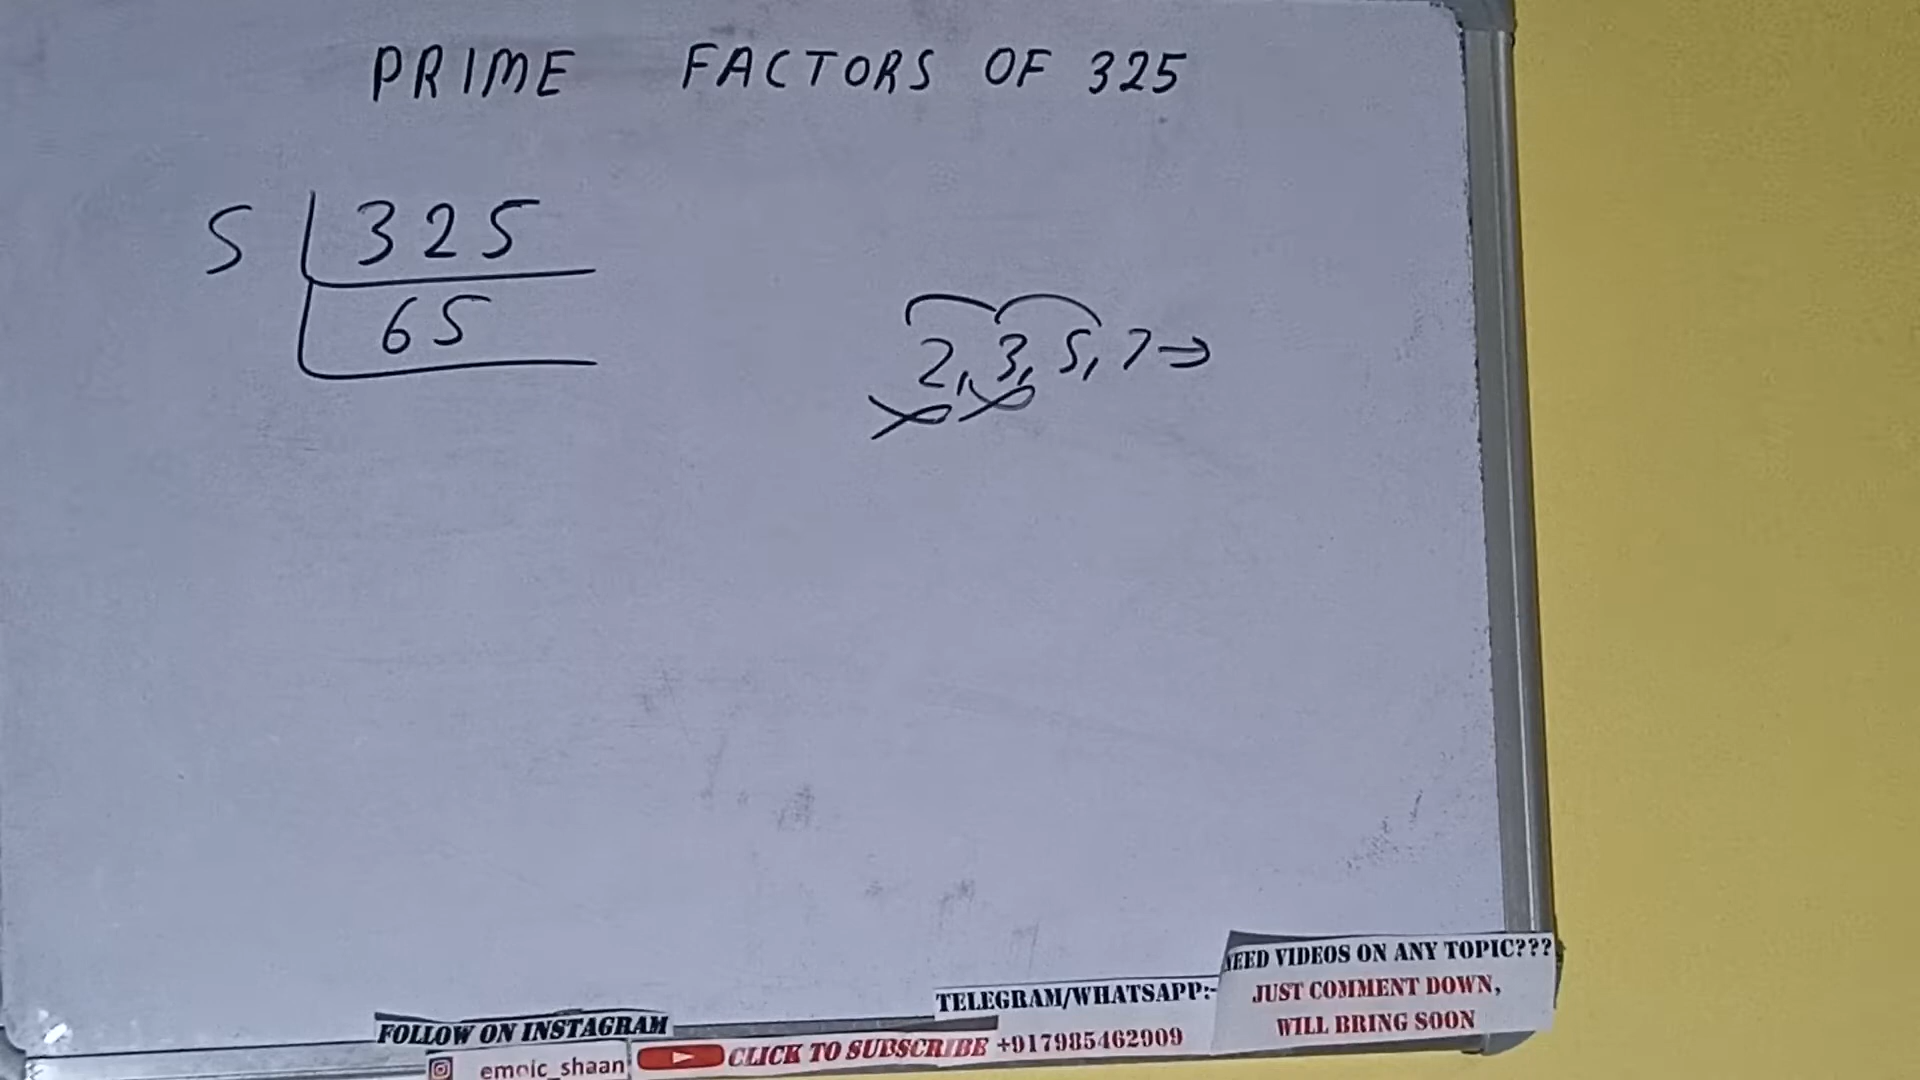 PRIME FACTORS OF 325
5 325
65
2, 3, 5, 7→
NEED VIDEOS ON ANY TOPIC???
JUST COMMENT DOWN,
WILL BRING SOON
TELEGRAM/WHATSAPP:-
+917985462909
FOLLOW ON INSTAGRAM
emoic_shaan
CLICK TO SUBSCRIBE